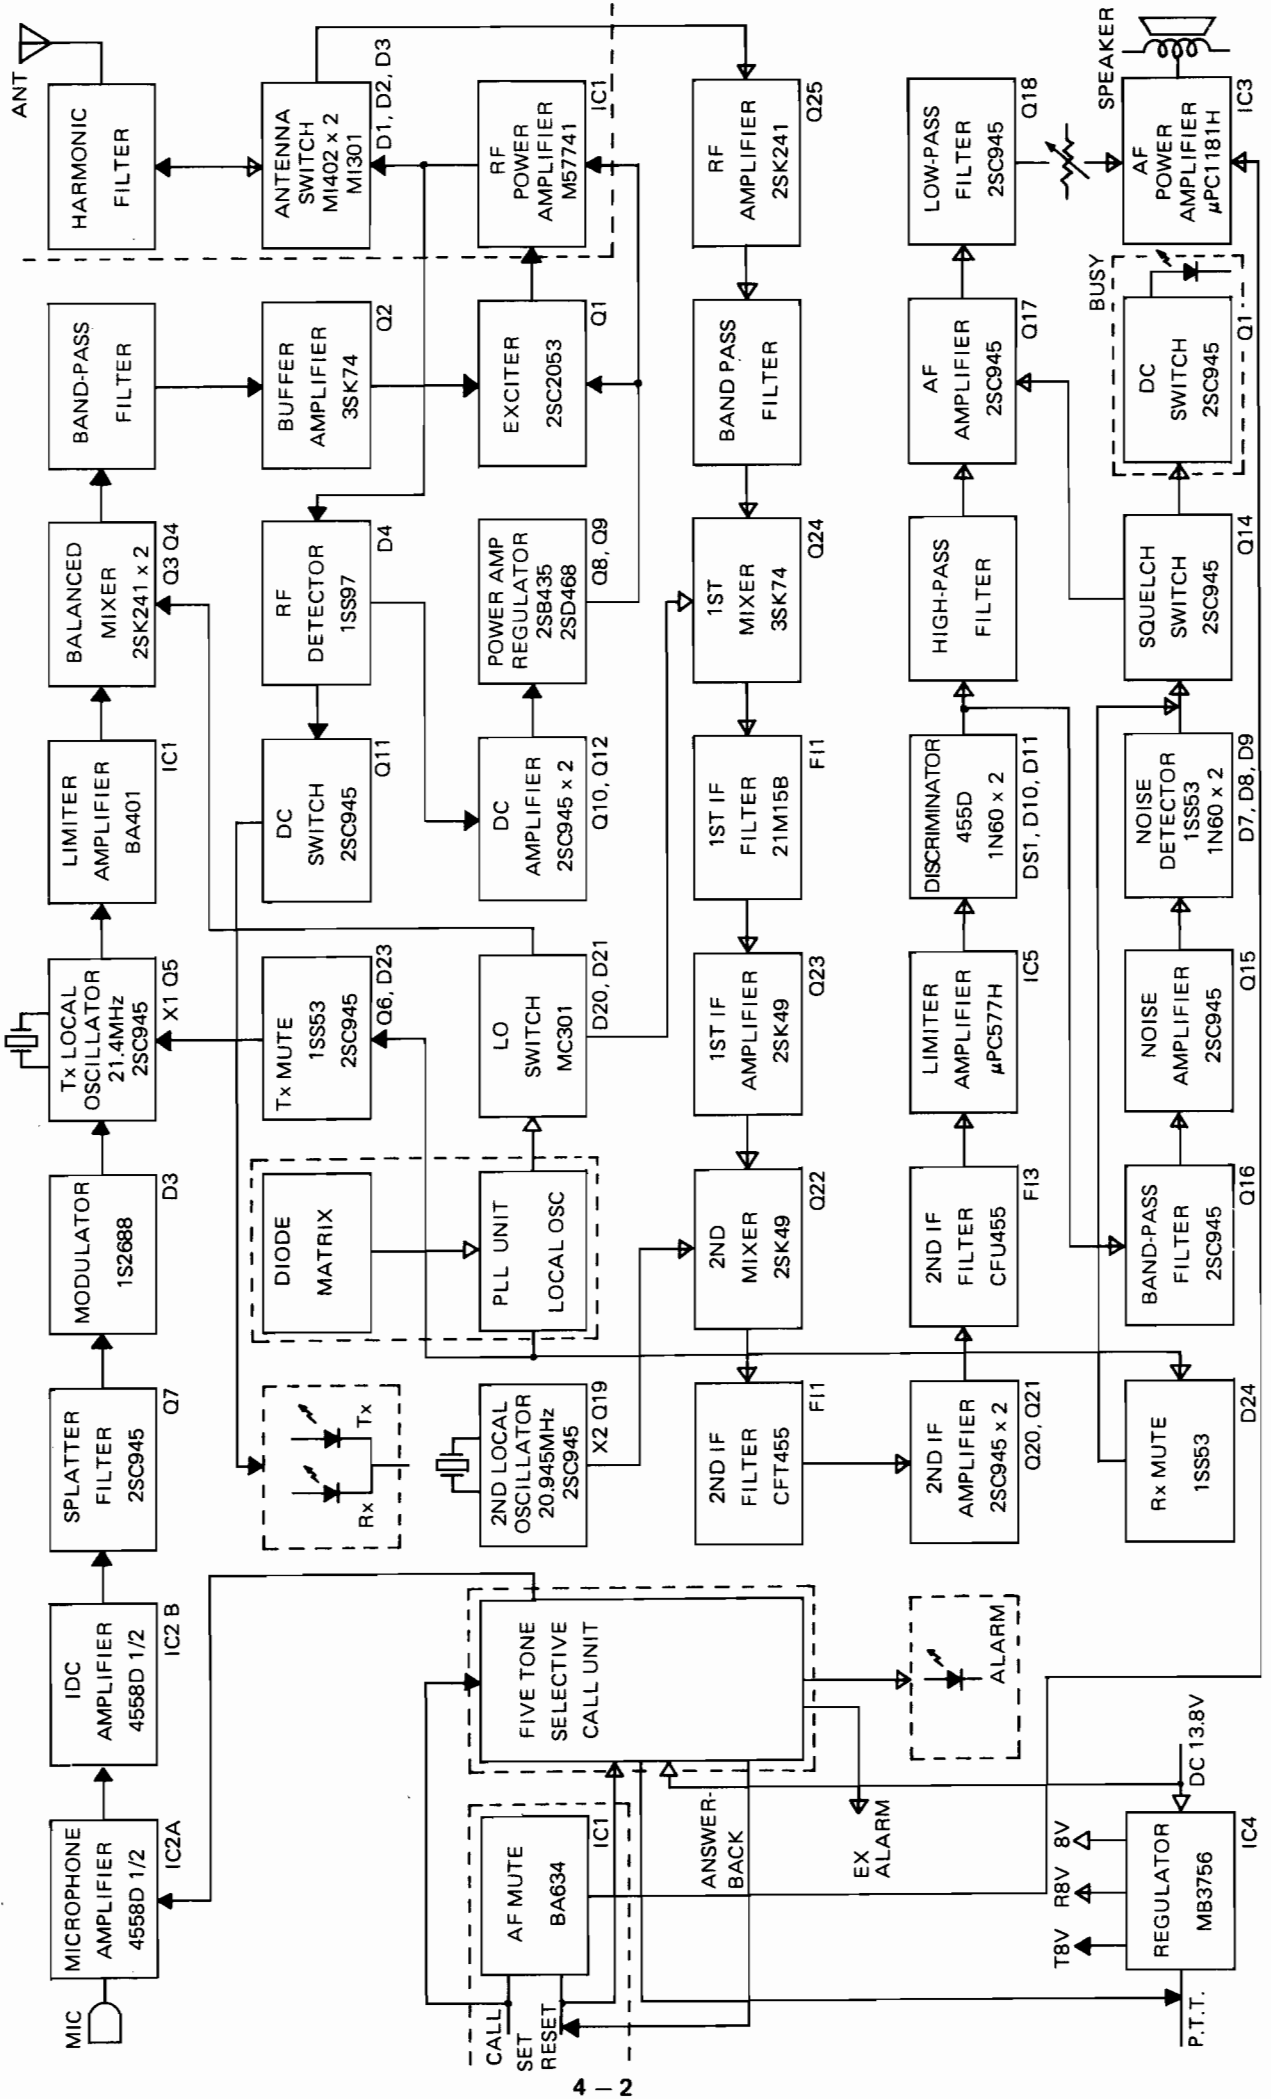 MIC
MICROPHONE
AMPLIFIER
4558D 1/2
IC2A
IDC
AMPLIFIER
4558D 1/2
IC2 B
SPLATTER
FILTER
2SC945
Q7
MODULATOR
1S2688
D3
Tx LOCAL
OSCILLATOR
21.4MHz
2SC945
X1 Q5
LIMITER
AMPLIFIER
BA401
IC1
BALANCED
MIXER
2SK241 x 2
Q3 Q4
BAND-PASS
FILTER
HARMONIC
FILTER
ANT
Rx
Tx
DIODE
MATRIX
Tx MUTE
1SS53
2SC945
Q6, D23
DC
SWITCH
2SC945
Q11
RF
DETECTOR
1SS97
D4
BUFFER
AMPLIFIER
3SK74
Q2
ANTENNA
SWITCH
MI402 x 2
MI301
D1, D2, D3
CALL
SET
RESET
AF MUTE
BA634
IC1
FIVE TONE
SELECTIVE
CALL UNIT
2ND LOCAL
OSCILLATOR
20.945MHz
2SC945
X2 Q19
PLL UNIT
LOCAL OSC
LO
SWITCH
MC301
D20, D21
DC
AMPLIFIER
2SC945 x 2
Q10, Q12
POWER AMP
REGULATOR
2SB435
2SD468
Q8, Q9
EXCITER
2SC2053
Q1
RF
POWER
AMPLIFIER
M57741
IC1
ANSWER-
BACK
2ND IF
FILTER
CFT455
FI1
2ND
MIXER
2SK49
Q22
1ST IF
AMPLIFIER
2SK49
Q23
1ST IF
FILTER
21M15B
FI1
1ST
MIXER
3SK74
Q24
BAND PASS
FILTER
RF
AMPLIFIER
2SK241
Q25
EX
ALARM
ALARM
2ND IF
AMPLIFIER
2SC945 x 2
Q20, Q21
2ND IF
FILTER
CFU455
FI3
LIMITER
AMPLIFIER
μPC577H
IC5
DISCRIMINATOR
455D
1N60 x 2
DS1, D10, D11
HIGH-PASS
FILTER
AF
AMPLIFIER
2SC945
Q17
LOW-PASS
FILTER
2SC945
Q18
T8V
R8V
8V
P.T.T.
REGULATOR
MB3756
IC4
DC 13.8V
Rx MUTE
1SS53
D24
BAND-PASS
FILTER
2SC945
Q16
NOISE
AMPLIFIER
2SC945
Q15
NOISE
DETECTOR
1SS53
1N60 x 2
D7, D8, D9
SQUELCH
SWITCH
2SC945
Q14
BUSY
DC
SWITCH
2SC945
Q1
SPEAKER
AF
POWER
AMPLIFIER
μPC1181H
IC3
4 – 2